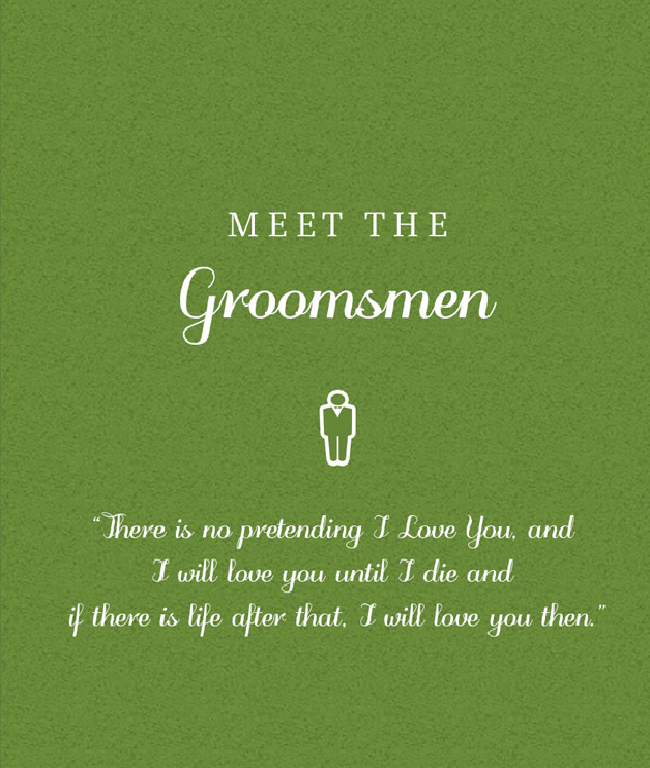 MEET THE
Groomsmen
“There is no pretending I Love You, and
I will love you until I die and
if there is life after that, I will love you then.”